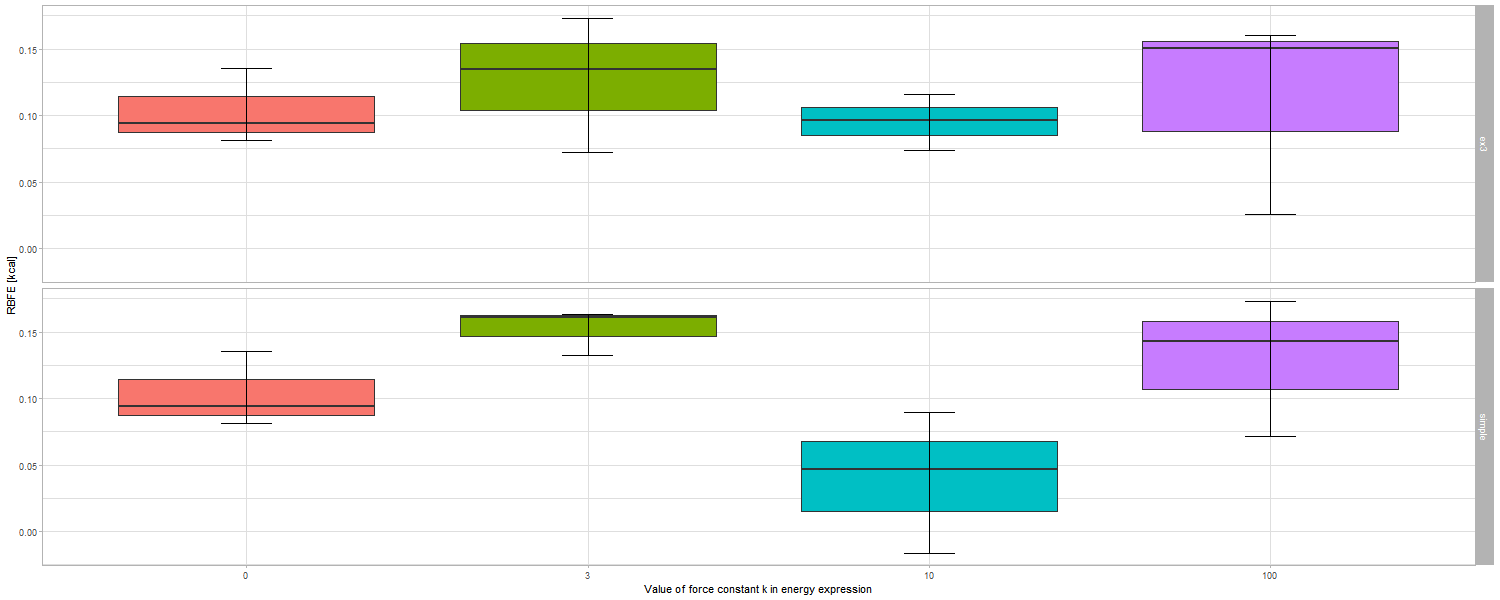 RBFE [kcal]
0.15
0.10
0.05
0.00
ex3
0.15
0.10
0.05
0.00
simple
0 3 10 100
Value of force constant k in energy expression